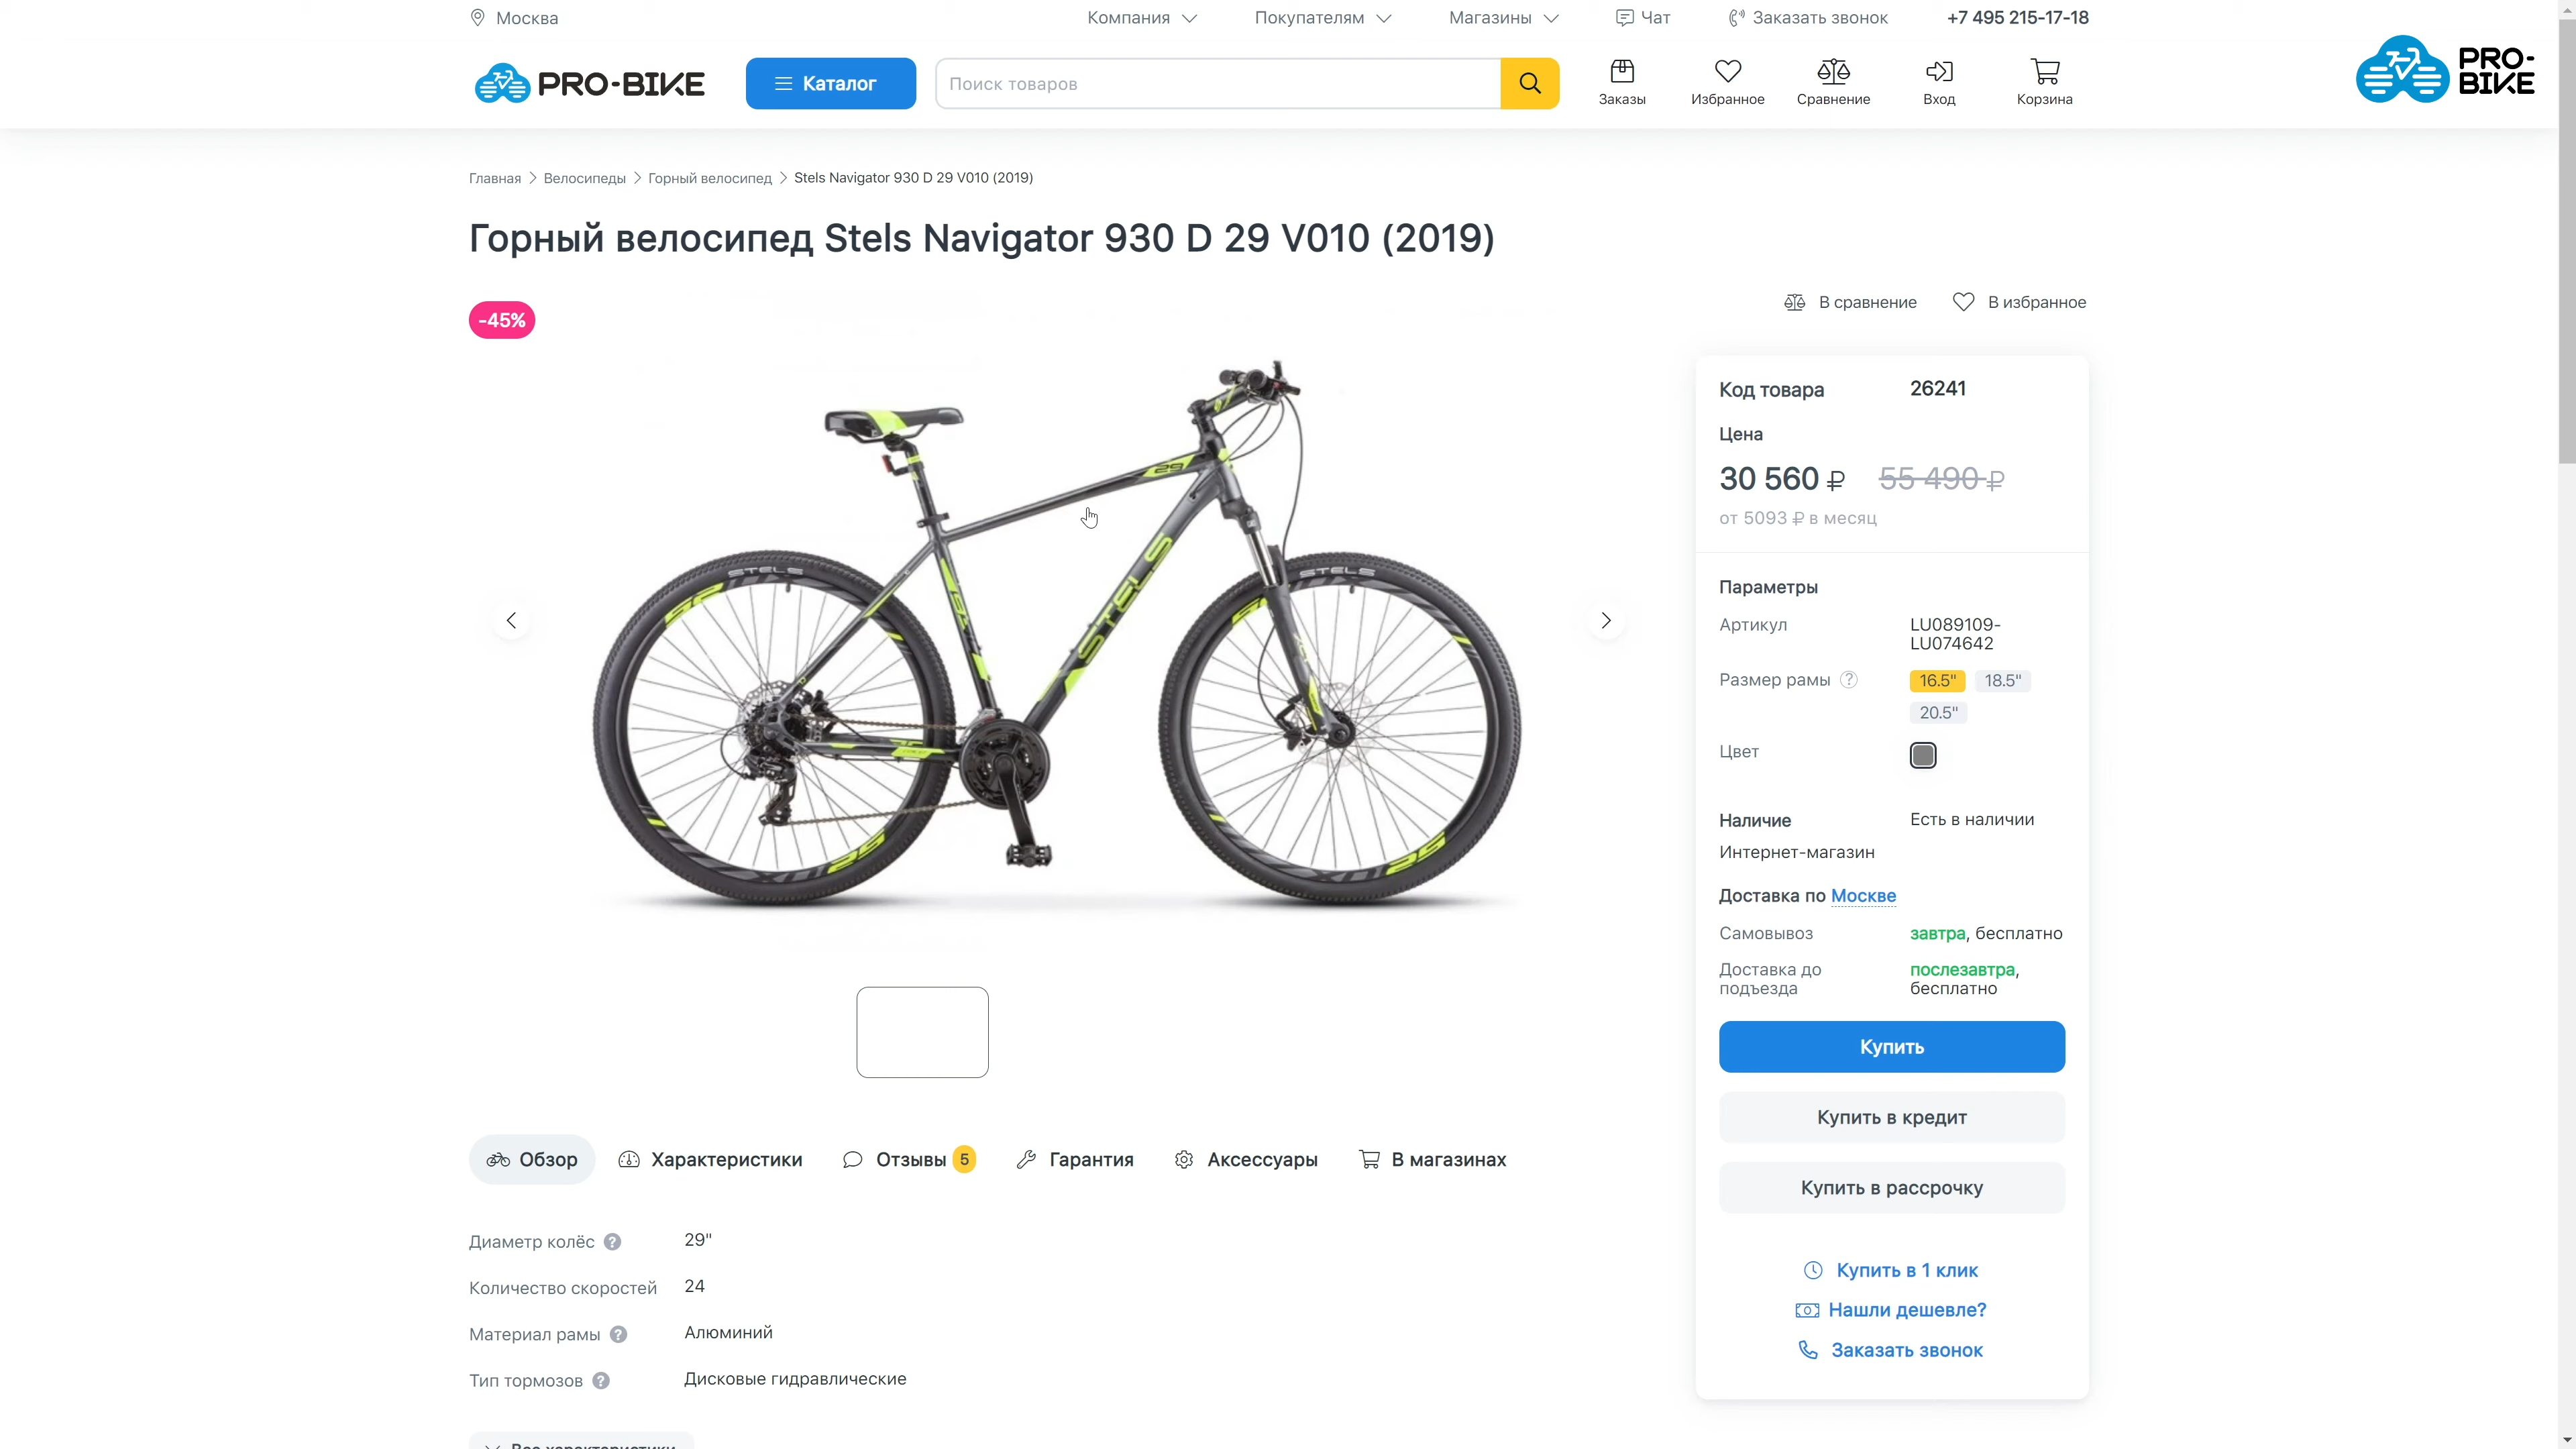 Москва
Компания
Покупателям
Магазины
Чат
Заказать звонок
+7 495 215-17-18
PRO-BIKE
Каталог
Поиск товаров
Заказы
Избранное
Сравнение
Вход
Корзина
PRO-
BIKE
Главная > Велосипеды > Горный велосипед > Stels Navigator 930 D 29 V010 (2019)
Горный велосипед Stels Navigator 930 D 29 V010 (2019)
-45%
В сравнение
В избранное
STELS
STELS
STELS
29
Код товара
26241
Цена
30 560 ₽
55 490 ₽
от 5093 ₽ в месяц
Параметры
Артикул
LU089109-
LU074642
Размер рамы ?
16.5"
18.5"
20.5"
Цвет
Наличие
Есть в наличии
Интернет-магазин
Доставка по Москве
Самовывоз
завтра, бесплатно
Доставка до
подъезда
послезавтра,
бесплатно
Купить
Купить в кредит
Купить в рассрочку
Купить в 1 клик
Нашли дешевле?
Заказать звонок
Обзор
Характеристики
Отзывы 5
Гарантия
Аксессуары
В магазинах
Диаметр колёс ?
29"
Количество скоростей
24
Материал рамы ?
Алюминий
Тип тормозов ?
Дисковые гидравлические
Все характеристики